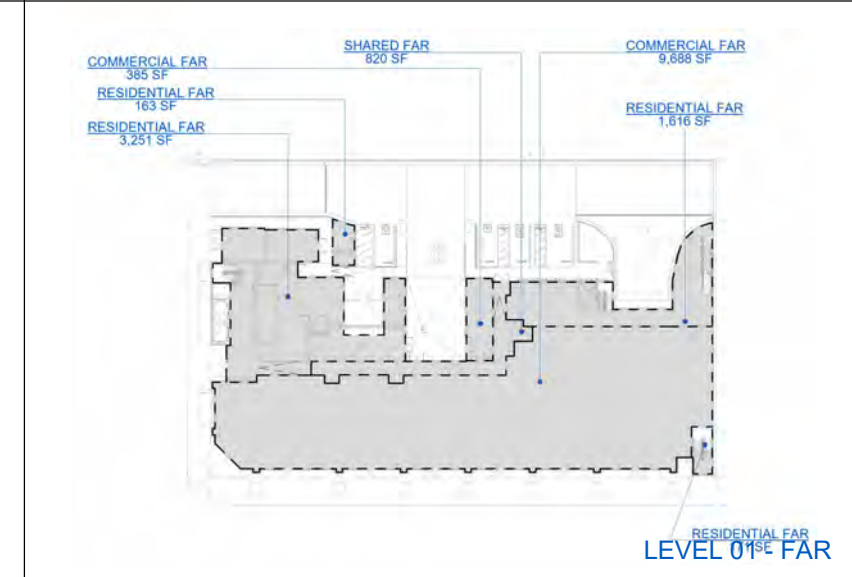 SHARED FAR
820 SF
COMMERCIAL FAR
9,688 SF
COMMERCIAL FAR
385 SF
RESIDENTIAL FAR
163 SF
RESIDENTIAL FAR
3,251 SF
RESIDENTIAL FAR
1,616 SF
RESIDENTIAL FAR
SF
LEVEL 01 - FAR